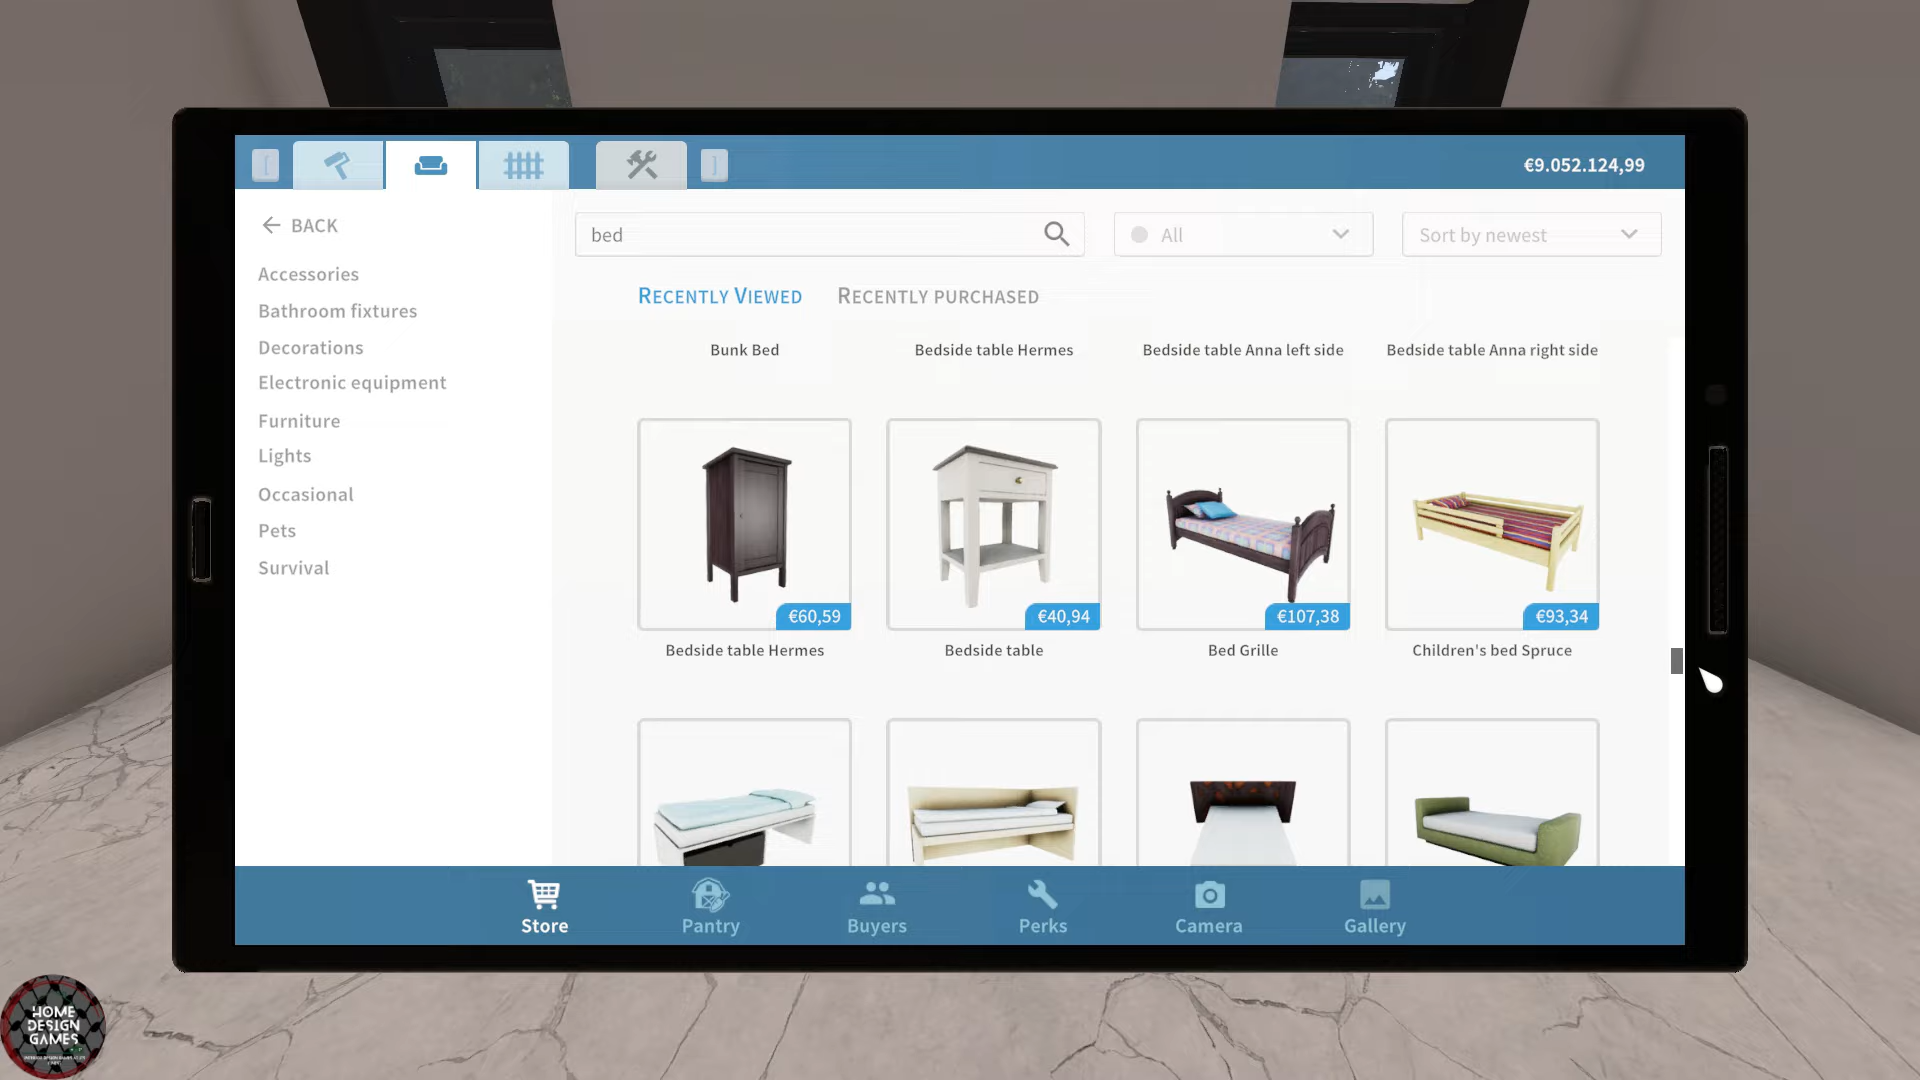 [
]
€9.052.124,99
BACK
bed
All
Sort by newest
Accessories
Bathroom fixtures
Decorations
Electronic equipment
Furniture
Lights
Occasional
Pets
Survival
RECENTLY VIEWED
RECENTLY PURCHASED
Bunk Bed
Bedside table Hermes
Bedside table Anna left side
Bedside table Anna right side
€60,59
€40,94
€107,38
€93,34
Bedside table Hermes
Bedside table
Bed Grille
Children's bed Spruce
Store
Pantry
Buyers
Perks
Camera
Gallery
HOME
DESIGN
GAMES